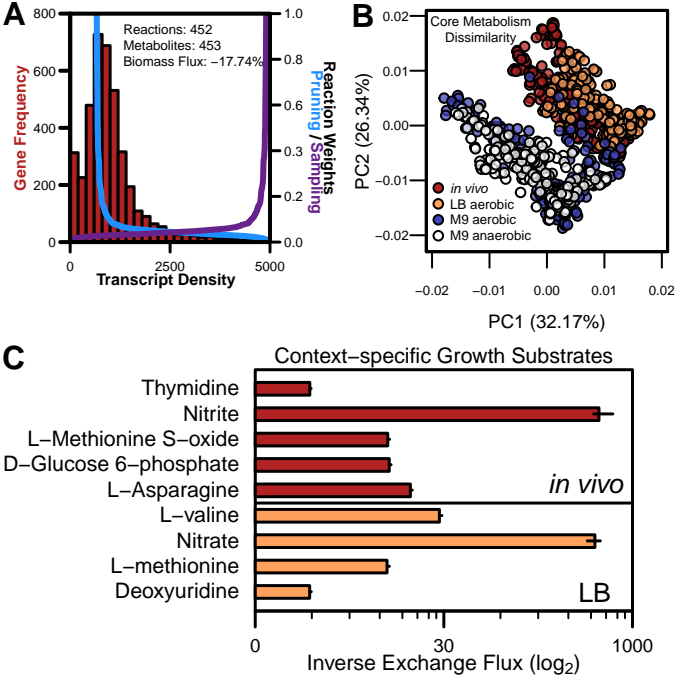 A
Reactions: 452
Metabolites: 453
Biomass Flux: −17.74%
Gene Frequency
800
600
400
200
0
1.0
0.8
0.6
0.3
0.2
0.0
Reaction Weights
Pruning / Sampling
0
2500
5000
Transcript Density
B
Core Metabolism
Dissimilarity
PC2 (26.34%)
0.02
0.01
0.00
−0.01
−0.02
in vivo
LB aerobic
M9 aerobic
M9 anaerobic
−0.02
−0.01
0.00
0.01
0.02
PC1 (32.17%)
C
Context−specific Growth Substrates
Thymidine
Nitrite
L−Methionine S−oxide
D−Glucose 6−phosphate
L−Asparagine
in vivo
L−valine
Nitrate
L−methionine
Deoxyuridine
LB
0
30
1000
Inverse Exchange Flux (log2)